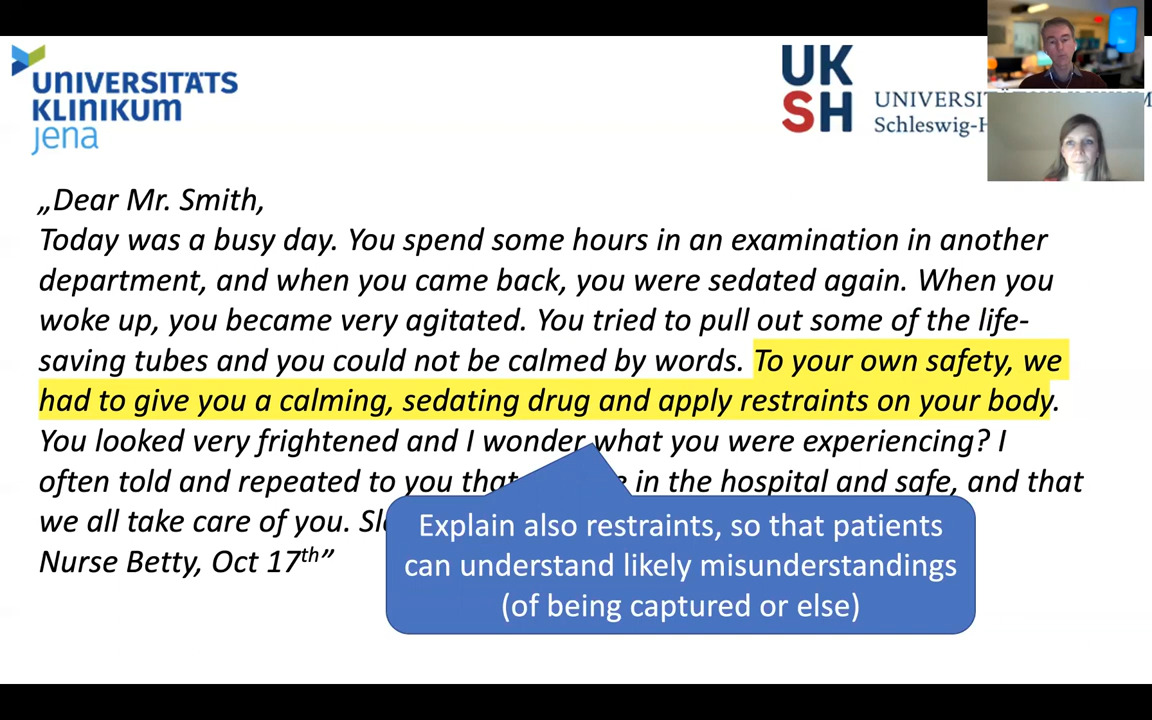 UNIVERSITÄTS
KLINIKUM
jena
UK
SH
Schleswig-H
„Dear Mr. Smith,
Today was a busy day. You spend some hours in an examination in another
department, and when you came back, you were sedated again. When you
woke up, you became very agitated. You tried to pull out some of the life-
saving tubes and you could not be calmed by words. To your own safety, we
had to give you a calming, sedating drug and apply restraints on your body.
You looked very frightened and I wonder what you were experiencing? I
often told and repeated to you that in the hospital and safe, and that
we all take care of you.
Nurse Betty, Oct 17th”
Explain also restraints, so that patients
can understand likely misunderstandings
(of being captured or else)